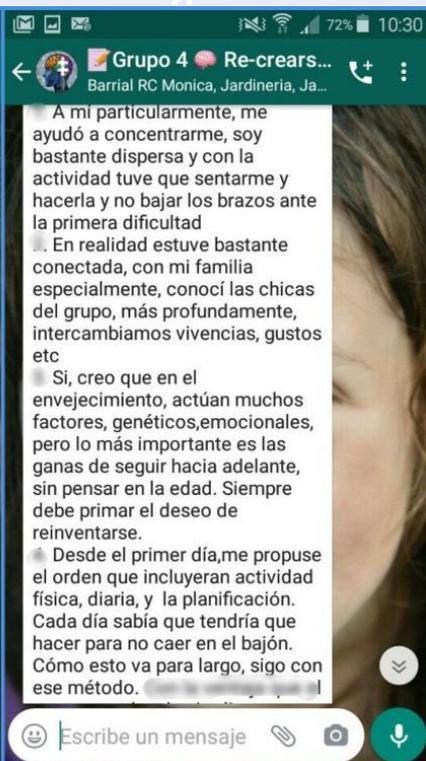 72% 10:30
Grupo 4 Re-crears...
Barrial RC Monica, Jardineria, Ja...
A mí particularmente, me
ayudó a concentrarme, soy
bastante dispersa y con la
actividad tuve que sentarme y
hacerla y no bajar los brazos ante
la primera dificultad
. En realidad estuve bastante
conectada, con mi familia
especialmente, conocí las chicas
del grupo, más profundamente,
intercambiamos vivencias, gustos
etc
Si, creo que en el
envejecimiento, actúan muchos
factores, genéticos,emocionales,
pero lo más importante es las
ganas de seguir hacia adelante,
sin pensar en la edad. Siempre
debe primar el deseo de
reinventarse.
Desde el primer día,me propuse
el orden que incluyeran actividad
física, diaria, y la planificación.
Cada día sabía que tendría que
hacer para no caer en el bajón.
Cómo esto va para largo, sigo con
ese método.
Escribe un mensaje